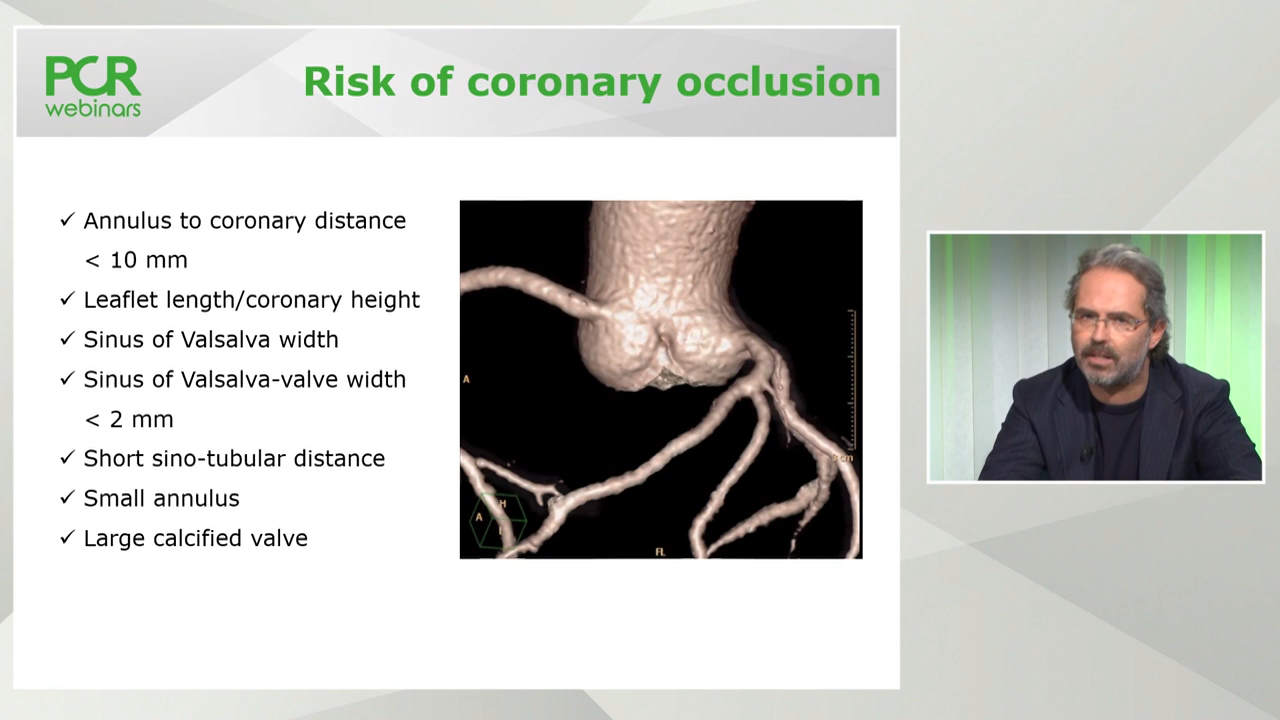 PCR
webinars
Risk of coronary occlusion
✓ Annulus to coronary distance
< 10 mm
✓ Leaflet length/coronary height
✓ Sinus of Valsalva width
✓ Sinus of Valsalva-valve width
< 2 mm
✓ Short sino-tubular distance
✓ Small annulus
✓ Large calcified valve
A
H
A
FL